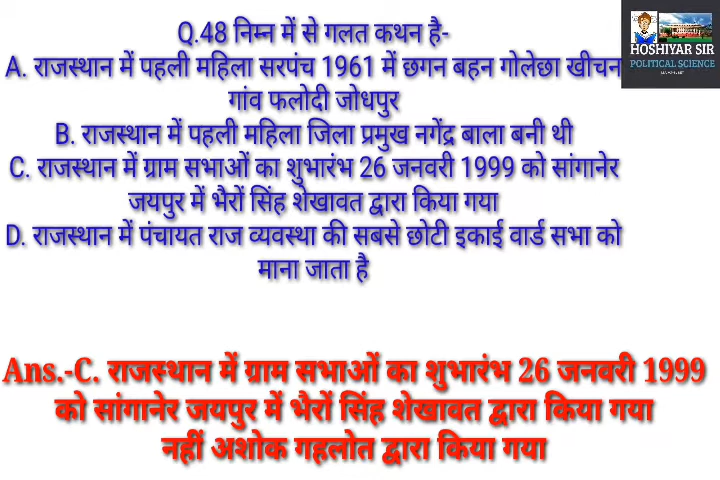 Q.48 निम्न में से गलत कथन है-
HOSHIYAR SIR
POLITICAL SCIENCE
A. राजस्थान में पहली महिला सरपंच 1961 में छगन बहन गोलेछा खीचन
गांव फलोदी जोधपुर
B. राजस्थान में पहली महिला जिला प्रमुख नगेंद्र बाला बनी थी
C. राजस्थान में ग्राम सभाओं का शुभारंभ 26 जनवरी 1999 को सांगानेर
जयपुर में भैरों सिंह शेखावत द्वारा किया गया
D. राजस्थान में पंचायत राज व्यवस्था की सबसे छोटी इकाई वार्ड सभा को
माना जाता है
Ans.-C. राजस्थान में ग्राम सभाओं का शुभारंभ 26 जनवरी 1999
को सांगानेर जयपुर में भैरों सिंह शेखावत द्वारा किया गया
नहीं अशोक गहलोत द्वारा किया गया